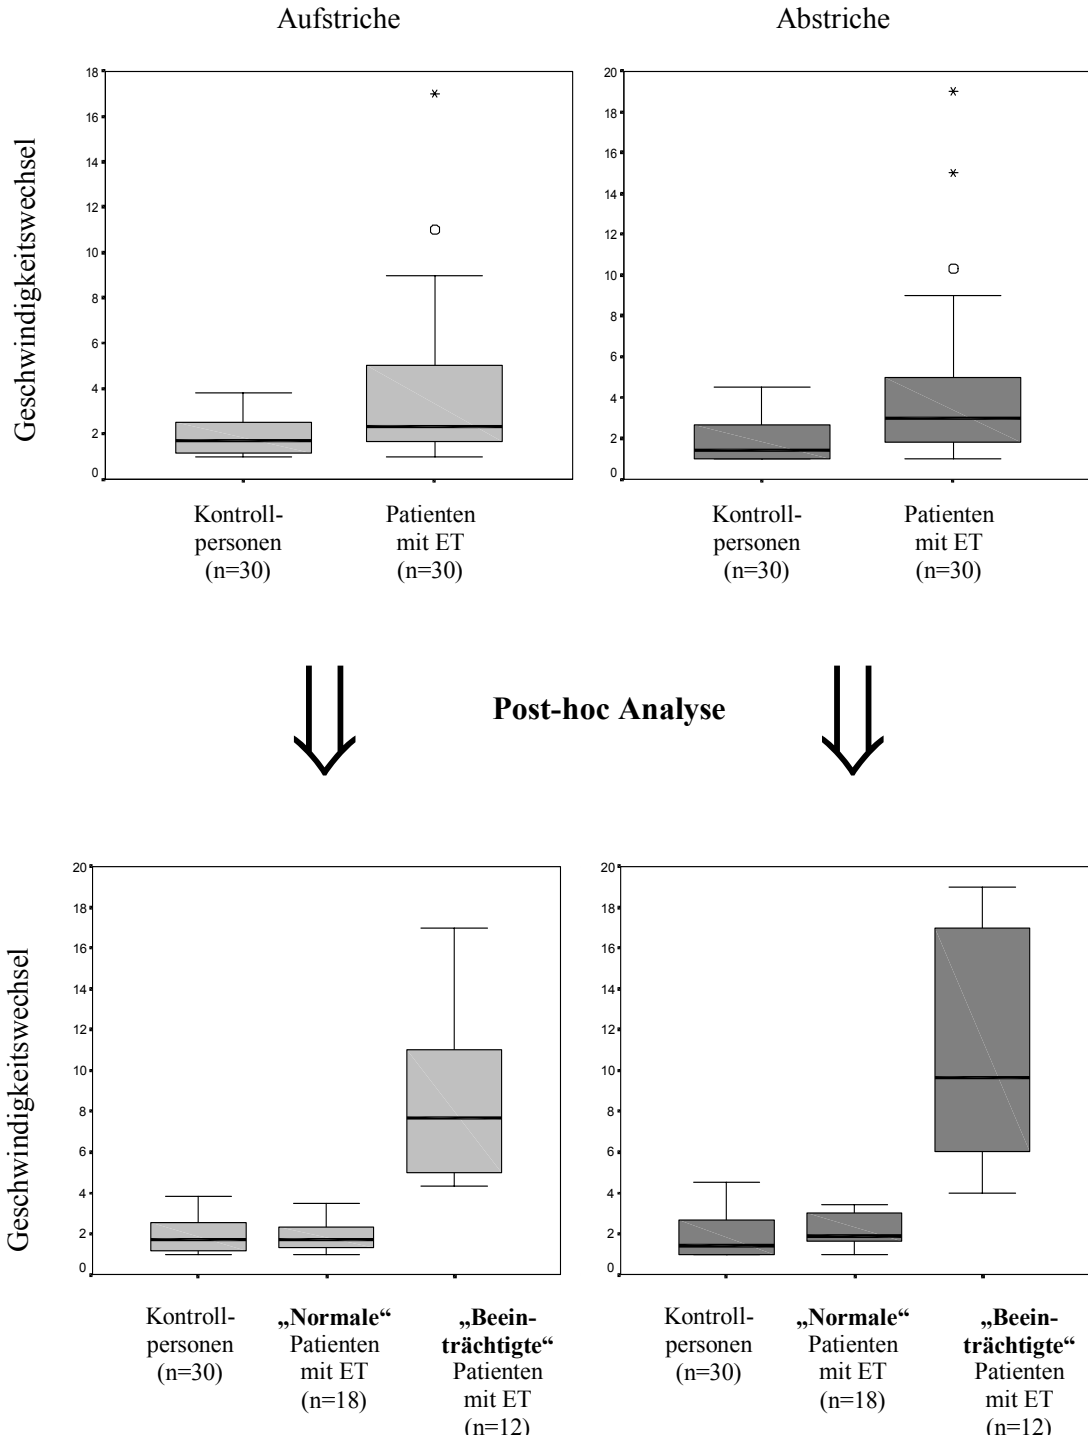 Aufstriche
Abstriche
Geschwindigkeitswechsel
18
16
14
12
10
8
6
4
2
0
Kontroll-
personen
(n=30)
Patienten
mit ET
(n=30)
20
18
16
14
12
10
8
6
4
2
0
Kontroll-
personen
(n=30)
Patienten
mit ET
(n=30)
Post-hoc Analyse
Geschwindigkeitswechsel
20
18
16
14
12
10
8
6
4
2
0
Kontroll-
personen
(n=30)
„Normale“
Patienten
mit ET
(n=18)
„Beein-
trächtigte“
Patienten
mit ET
(n=12)
20
18
16
14
12
10
8
6
4
2
0
Kontroll-
personen
(n=30)
„Normale“
Patienten
mit ET
(n=18)
„Beein-
trächtigte“
Patienten
mit ET
(n=12)